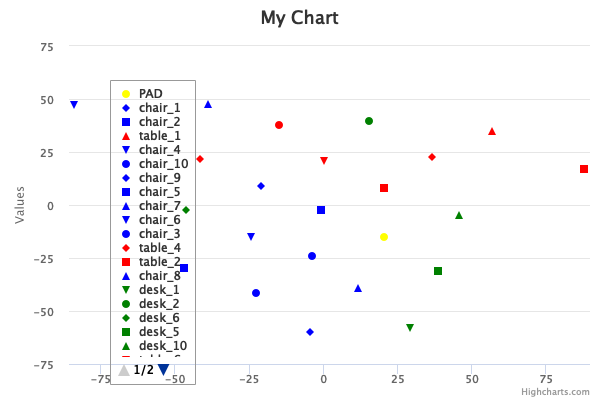 My Chart
75
50
25
0
-25
-50
-75
Values
PAD
chair_1
chair_2
table_1
chair_4
chair_10
chair_9
chair_5
chair_7
chair_6
chair_3
table_4
table_2
chair_8
desk_1
desk_2
desk_6
desk_5
desk_10
1/2
-75 -50 -25 0 25 50 75
Highcharts.com